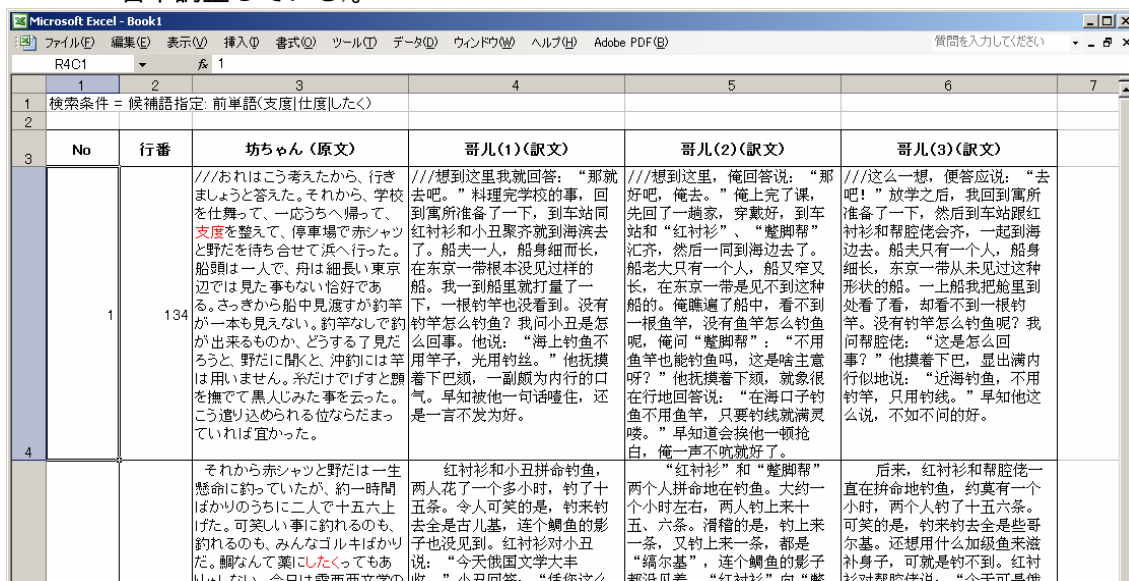 Microsoft Excel - Book1
ファイル(F) 編集(E) 表示(V) 挿入(I) 書式(O) ツール(T) データ(D) ウィンドウ(W) ヘルプ(H) Adobe PDF(B) 質問を入力してください
R4C1 fx 1
1 2 3 4 5 6 7
1 検索条件 = 候補語指定: 前単語(支度|仕度|したく)
2
3 No 行番 坊ちゃん（原文） 哥儿(1)(訳文) 哥儿(2)(訳文) 哥儿(3)(訳文)
4 1 134
///おれはこう考えたから、行き
ましょうと答えた。それから、学校
を仕舞って、一応うちへ帰って、
支度を整えて、停車場で赤シャツ
と野だを待ち合せて浜へ行った。
船頭は一人で、舟は細長い東京
辺では見た事もない恰好であ
る。さっきから船中見渡すが釣竿
が一本も見えない。釣竿なしで釣
が出来るものか、どうする了見だ
ろうと、野だに聞くと、沖釣には竿
は用いません。糸だけでげすと顋
を撫でて黒人じみた事を云った。
こう遣り込められる位ならだまっ
ていれば宜かった。
///想到这里我就回答：“那就
去吧。”料理完学校的事，回
到寓所准备了一下，到车站同
红衬衫和小丑聚齐就到海滨去
了。船夫一人，船身细而长，
在东京一带根本没见过样的
船。我一到船里就打量了一
下，一根钓竿也没看到。没有
钓竿怎么钓鱼？我问小丑是怎
么回事。他说：“海上钓鱼不
用竿子，光用钓丝。”他抚摸
着下巴颏，一副颇为内行的口
气。早知被他一句话噎住，还
是一言不发为好。
///想到这里，俺回答说：“那
好吧，俺去。”俺上完了课，
先回了一趟家，穿戴好，到车
站和“红衬衫”、“蹩脚帮”
汇齐，然后一同到海边去了。
船老大只有一个人，船又窄又
长，在东京一带是见不到这种
船的。俺瞧遍了船中，看不到
一根鱼竿，没有鱼竿怎么钓鱼
呢，俺问“蹩脚帮”：“不用
鱼竿也能钓鱼吗，这是啥主意
呀？”他抚摸着下颏，就象很
在行地回答说：“在海口子钓
鱼不用鱼竿，只要钓线就满灵
喽。”早知道会挨他一顿抢
白，俺一声不吭就好了。
///这么一想，便答应说：“去
吧！”放学之后，我回到寓所
准备了一下，然后到车站跟红
衬衫和帮腔佬会齐，一起到海
边去。船夫只有一个人，船身
细长，东京一带从未见过这种
形状的船。一上船我把舱里到
处看了看，却看不到一根钓
竿。没有钓竿怎么钓鱼呢？我
问帮腔佬：“这是怎么回
事？”他摸着下巴，显出满内
行似地说：“近海钓鱼，不用
钓竿，只用钓线。”早知他这
么说，不如不问的好。
それから赤シャツと野だは一生
懸命に釣っていたが、約一時間
ばかりのうちに二人で十五六上
げた。可笑しい事に釣れるのも、
釣れるのも、みんなゴルキばかり
だ。鯛なんて薬にしたくってもあ
红衬衫和小丑拼命钓鱼，
两人花了一个多小时，钓了十
五条。令人可笑的是，钓来钓
去全是古儿基，连个鲷鱼的影
子也没见到。红衬衫对小丑
说：“今天俄国文学大丰
“红衬衫”和“蹩脚帮”
两个人拼命地在钓鱼。大约一
个小时左右，两人钓上来十
五、六条。滑稽的是，钓上来
一条，又钓上来一条，都是
“缟尔基”，连个鲷鱼的影子
后来，红衬衫和帮腔佬一
直在拚命地钓鱼，约莫有一个
小时，两个人钓了十五六条。
可笑的是，钓来钓去全是些哥
尔基。还想用什么加级鱼来滋
补身子，可就是钓不到。红衬